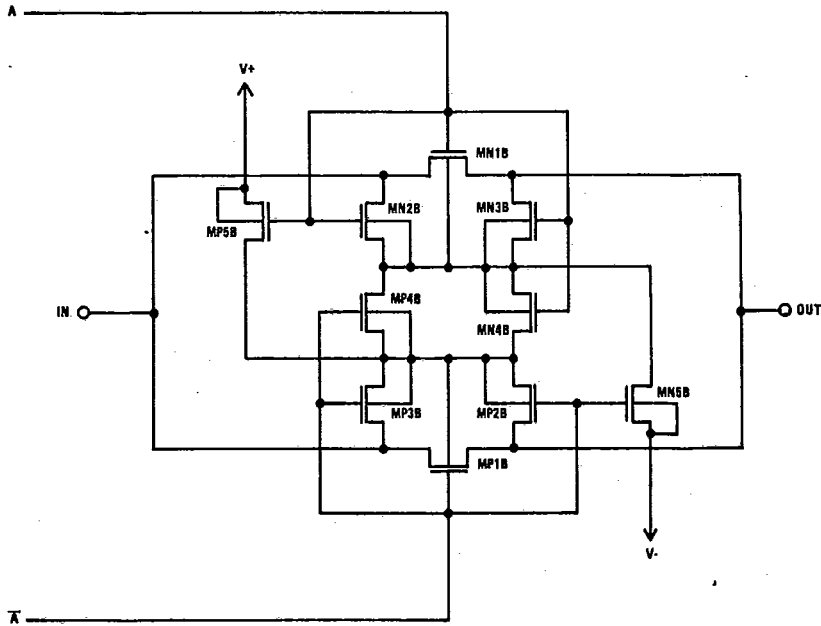 A
V+
MN1B
MN2B
MN3B
MP5B
MP4B
IN
OUT
MN4B
MP3B
MP2B
MN5B
MP1B
V-
A̅